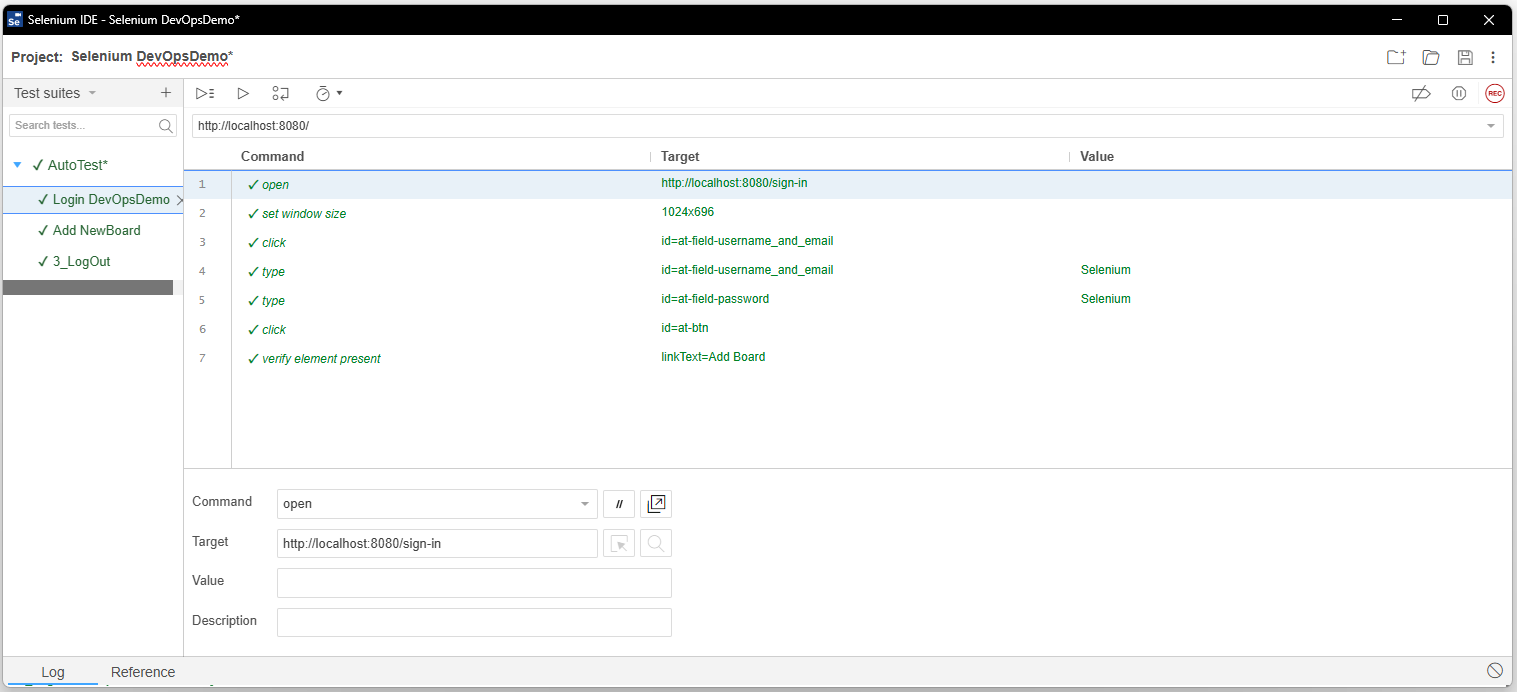 Se Selenium IDE - Selenium DevOpsDemo*
Project: Selenium DevOpsDemo*
Test suites
REC
Search tests...
http://localhost:8080/
Command Target Value
AutoTest*
Login DevOpsDemo
Add NewBoard
3_LogOut
1 open http://localhost:8080/sign-in
2 set window size 1024x696
3 click id=at-field-username_and_email
4 type id=at-field-username_and_email Selenium
5 type id=at-field-password Selenium
6 click id=at-btn
7 verify element present linkText=Add Board
Command open //
Target http://localhost:8080/sign-in
Value
Description
Log Reference